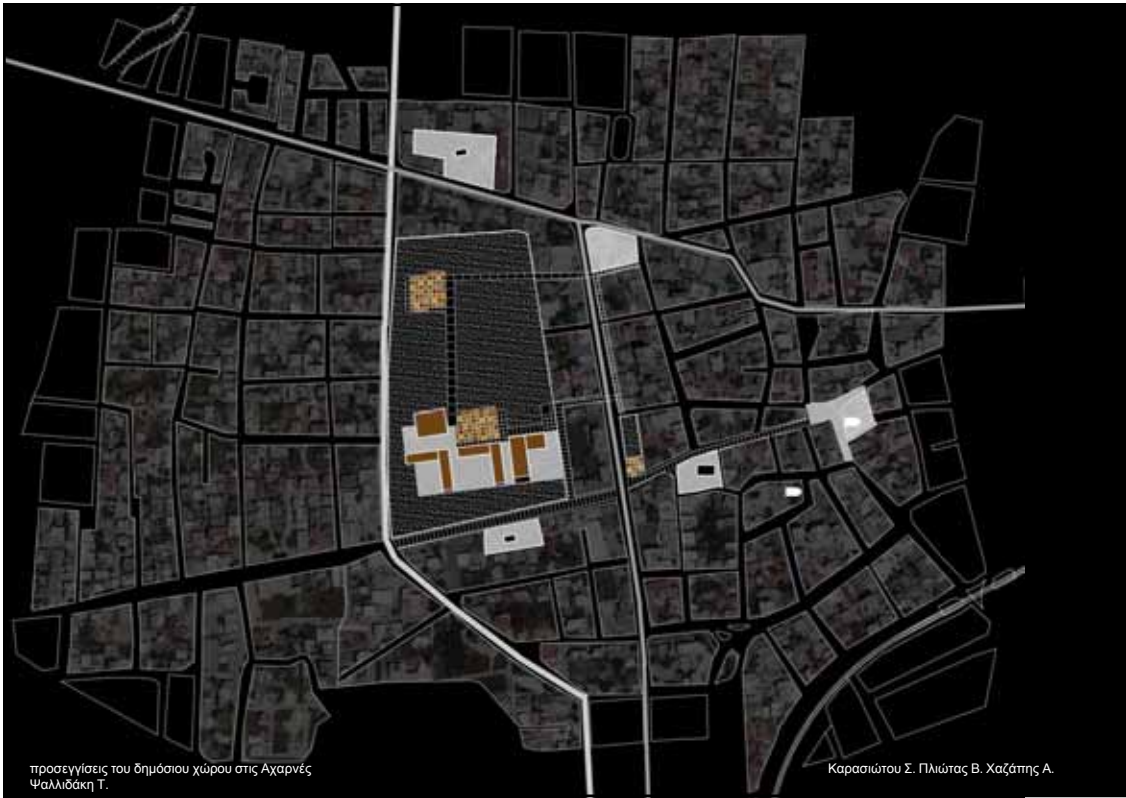 προσεγγίσεις του δημόσιου χώρου στις Αχαρνές
Ψαλλιδάκη Τ.
Καρασιώτου Σ. Πλιώτας Β. Χαζάπης Α.